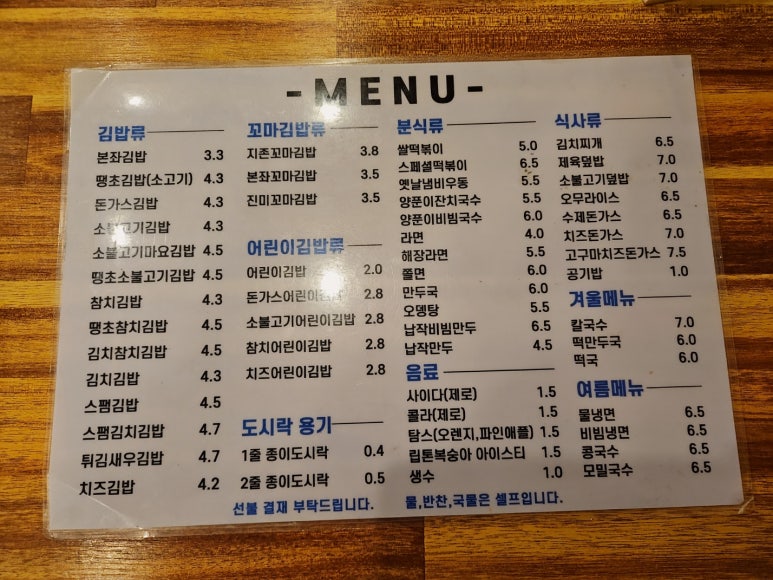 -MENU-
김밥류
본좌김밥 3.3
땡초김밥(소고기) 4.3
돈가스김밥 4.3
소불고기김밥 4.3
소불고기마요김밥 4.5
땡초소불고기김밥 4.5
참치김밥 4.3
땡초참치김밥 4.5
김치참치김밥 4.5
김치김밥 4.3
스팸김밥 4.5
스팸김치김밥 4.7
튀김새우김밥 4.7
치즈김밥 4.2
꼬마김밥류
지존꼬마김밥 3.8
본좌꼬마김밥 3.5
진미꼬마김밥 3.5
어린이김밥류
어린이김밥 2.0
돈가스어린이김밥 2.8
소불고기어린이김밥 2.8
참치어린이김밥 2.8
치즈어린이김밥 2.8
도시락 용기
1줄 종이도시락 0.4
2줄 종이도시락 0.5
분식류
쌀떡볶이 5.0
스페셜떡볶이 6.5
옛날냄비우동 5.5
양푼이잔치국수 5.5
양푼이비빔국수 6.0
라면 4.0
해장라면 5.5
쫄면 6.0
만두국 6.0
오뎅탕 5.5
납작비빔만두 6.5
납작만두 4.5
음료
사이다(제로) 1.5
콜라(제로) 1.5
탐스(오렌지,파인애플) 1.5
립톤복숭아 아이스티 1.5
생수 1.0
식사류
김치찌개 6.5
제육덮밥 7.0
소불고기덮밥 7.0
오무라이스 6.5
수제돈가스 6.5
치즈돈가스 7.0
고구마치즈돈가스 7.5
공기밥 1.0
겨울메뉴
칼국수 7.0
떡만두국 6.0
떡국 6.0
여름메뉴
물냉면 6.5
비빔냉면 6.5
콩국수 6.5
모밀국수 6.5
선불 결재 부탁드립니다. 물,반찬,국물은 셀프입니다.